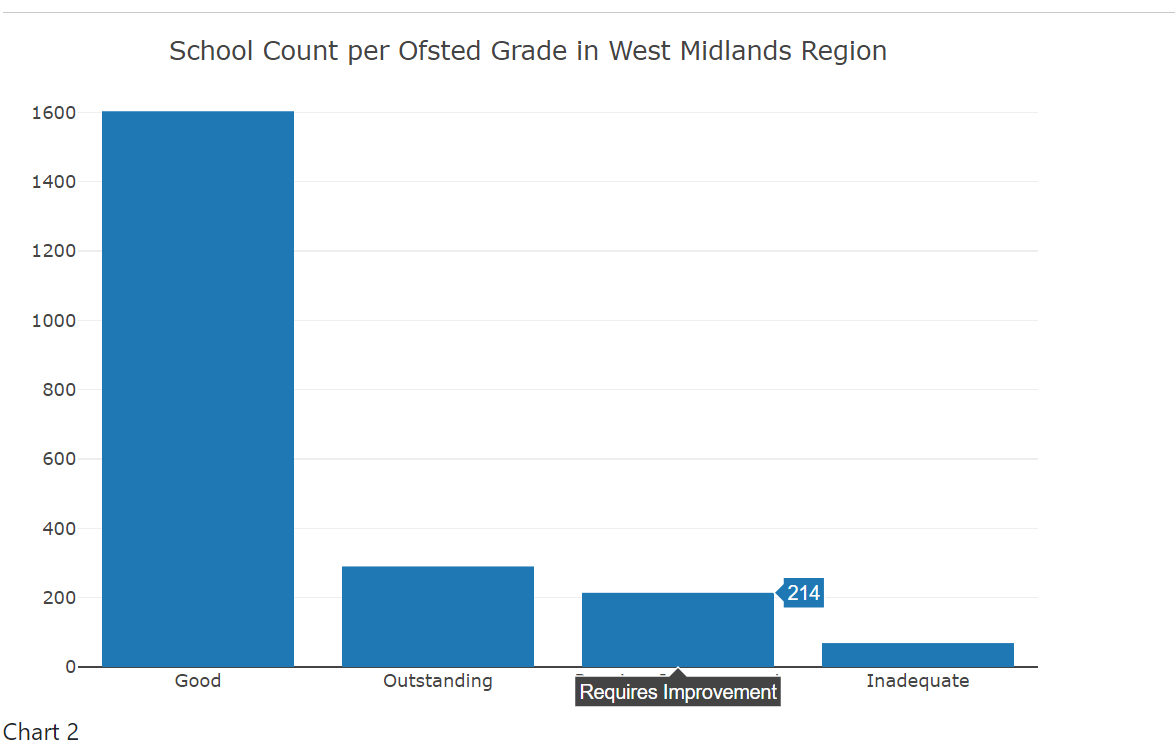 School Count per Ofsted Grade in West Midlands Region
1600
1400
1200
1000
800
600
400
200
0
214
Good
Outstanding
Requires Improvement
Inadequate
Chart 2